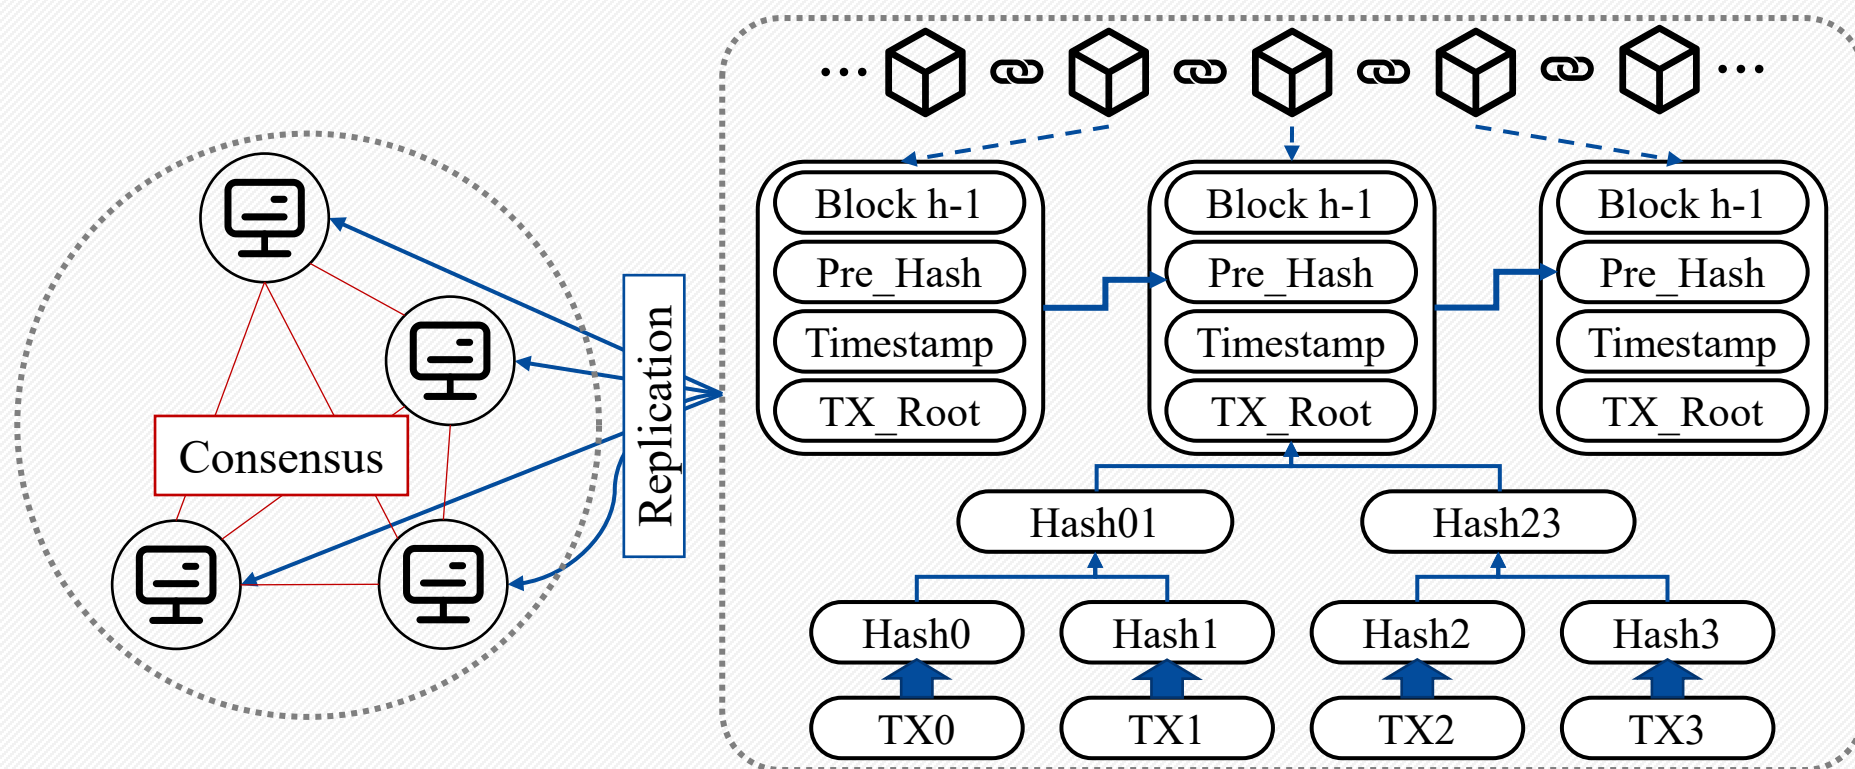 Consensus
Replication
Block h-1
Pre_Hash
Timestamp
TX_Root
Block h-1
Pre_Hash
Timestamp
TX_Root
Block h-1
Pre_Hash
Timestamp
TX_Root
Hash01
Hash23
Hash0
Hash1
Hash2
Hash3
TX0
TX1
TX2
TX3